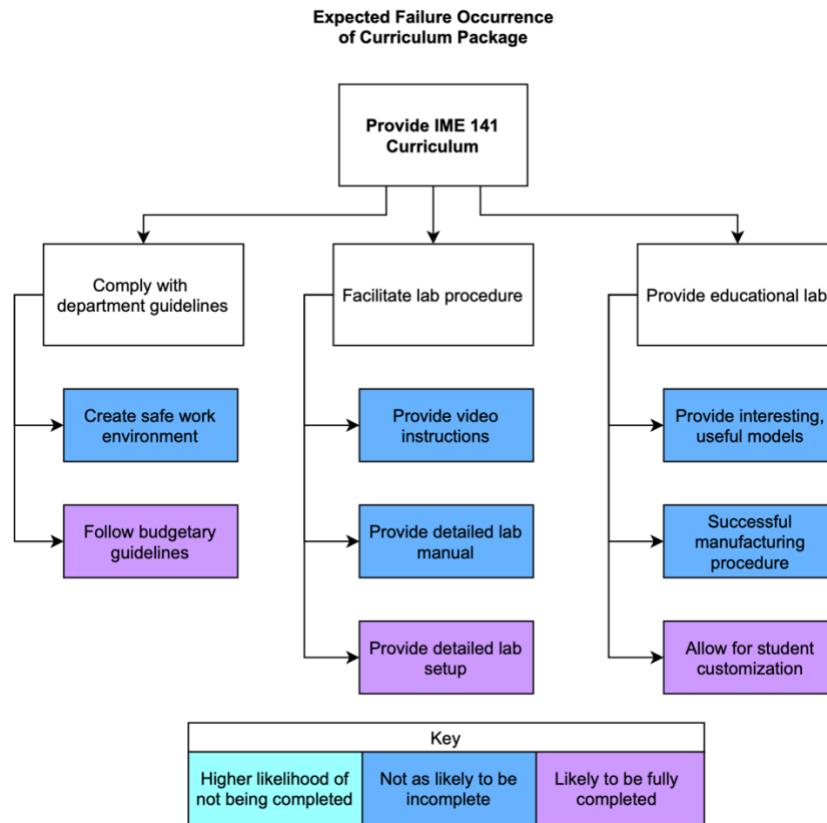 Expected Failure Occurrence
of Curriculum Package
Provide IME 141
Curriculum
Comply with
department guidelines
Facilitate lab procedure
Provide educational lab
Create safe work
environment
Provide video
instructions
Provide interesting,
useful models
Follow budgetary
guidelines
Provide detailed lab
manual
Successful
manufacturing
procedure
Provide detailed lab
setup
Allow for student
customization
Key
Higher likelihood of
not being completed
Not as likely to be
incomplete
Likely to be fully
completed